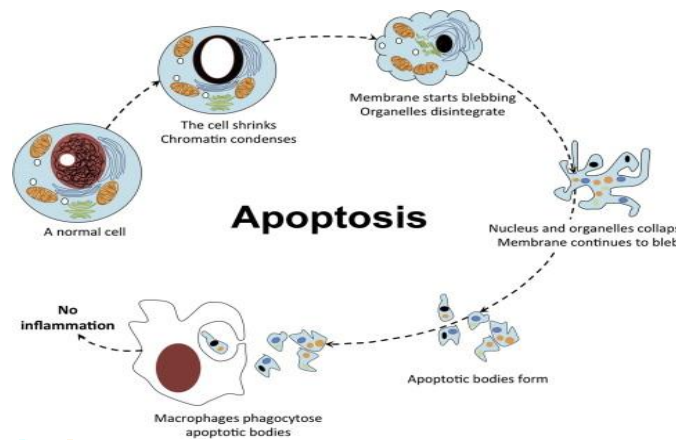 The cell shrinks
Chromatin condenses
Membrane starts blebbing
Organelles disintegrate
A normal cell
Apoptosis
Nucleus and organelles collaps
Membrane continues to bleb
No
inflammation
Apoptotic bodies form
Macrophages phagocytose
apoptotic bodies